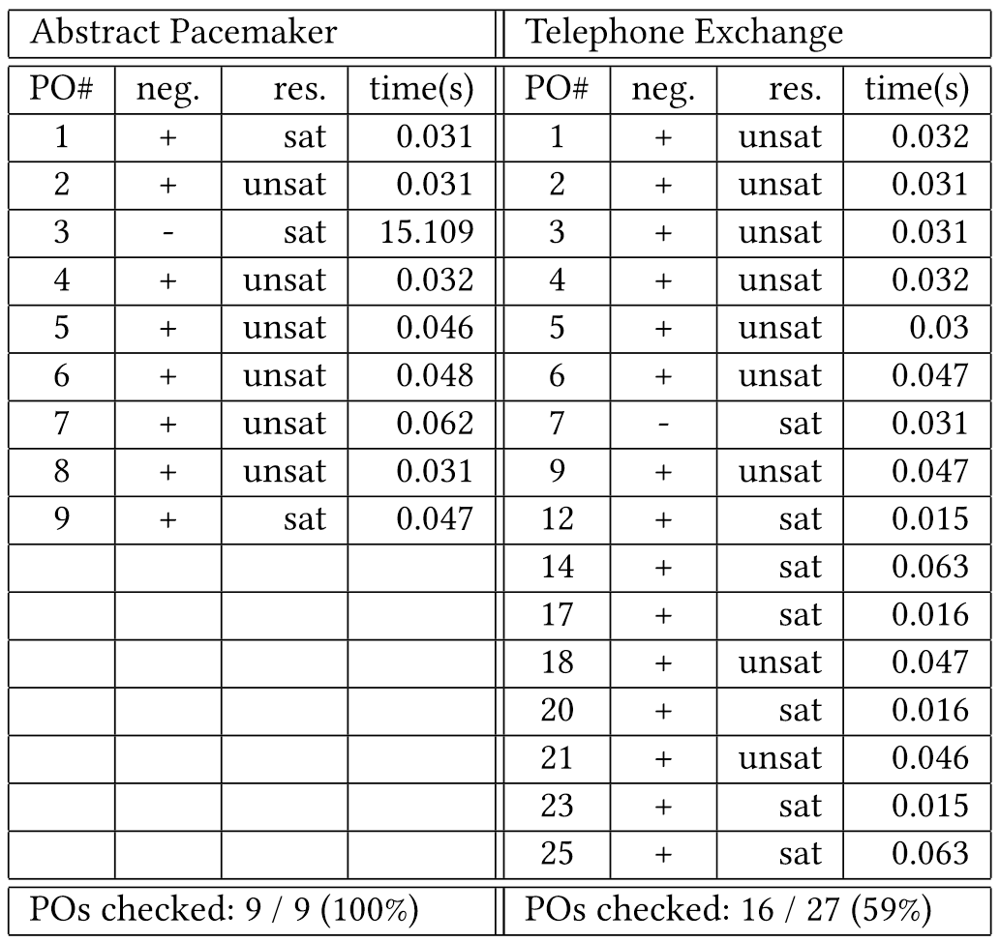 Abstract Pacemaker Telephone Exchange
PO# neg. res. time(s) PO# neg. res. time(s)
1 + sat 0.031 1 + unsat 0.032
2 + unsat 0.031 2 + unsat 0.031
3 - sat 15.109 3 + unsat 0.031
4 + unsat 0.032 4 + unsat 0.032
5 + unsat 0.046 5 + unsat 0.03
6 + unsat 0.048 6 + unsat 0.047
7 + unsat 0.062 7 - sat 0.031
8 + unsat 0.031 9 + unsat 0.047
9 + sat 0.047 12 + sat 0.015
14 + sat 0.063
17 + sat 0.016
18 + unsat 0.047
20 + sat 0.016
21 + unsat 0.046
23 + sat 0.015
25 + sat 0.063
POs checked: 9 / 9 (100%) POs checked: 16 / 27 (59%)